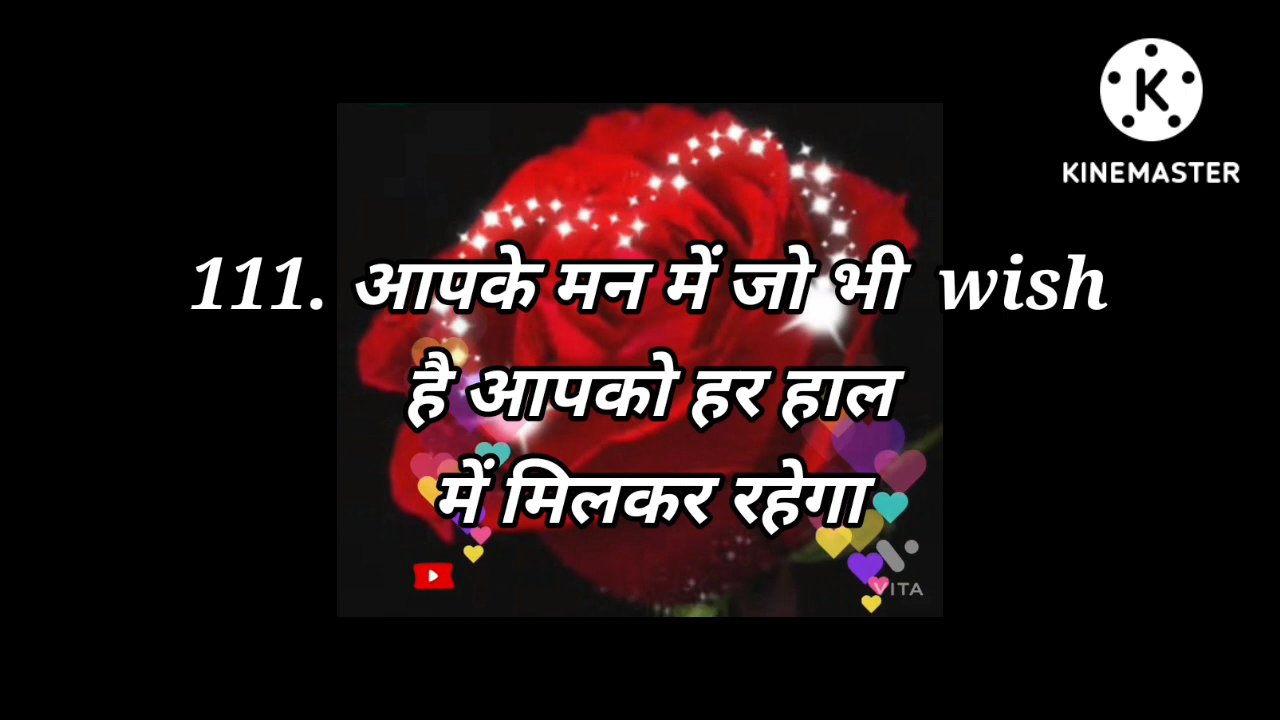 KINEMASTER
111. आपके मन में जो भी wish
है आपको हर हाल
में मिलकर रहेगा
VITA